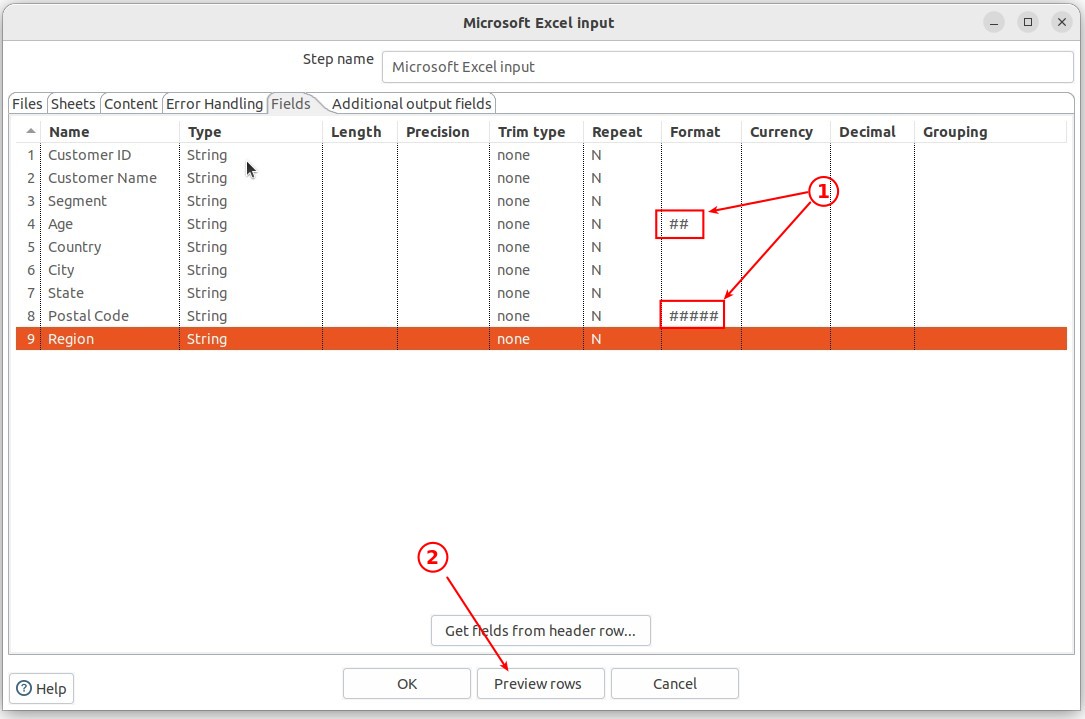 Microsoft Excel input
Step name Microsoft Excel input
Files Sheets Content Error Handling Fields Additional output fields
Name Type Length Precision Trim type Repeat Format Currency Decimal Grouping
1 Customer ID String none N
2 Customer Name String none N
3 Segment String none N
4 Age String none N ##
5 Country String none N
6 City String none N
7 State String none N
8 Postal Code String none N #####
9 Region String none N
1
2
Get fields from header row...
Help OK Preview rows Cancel